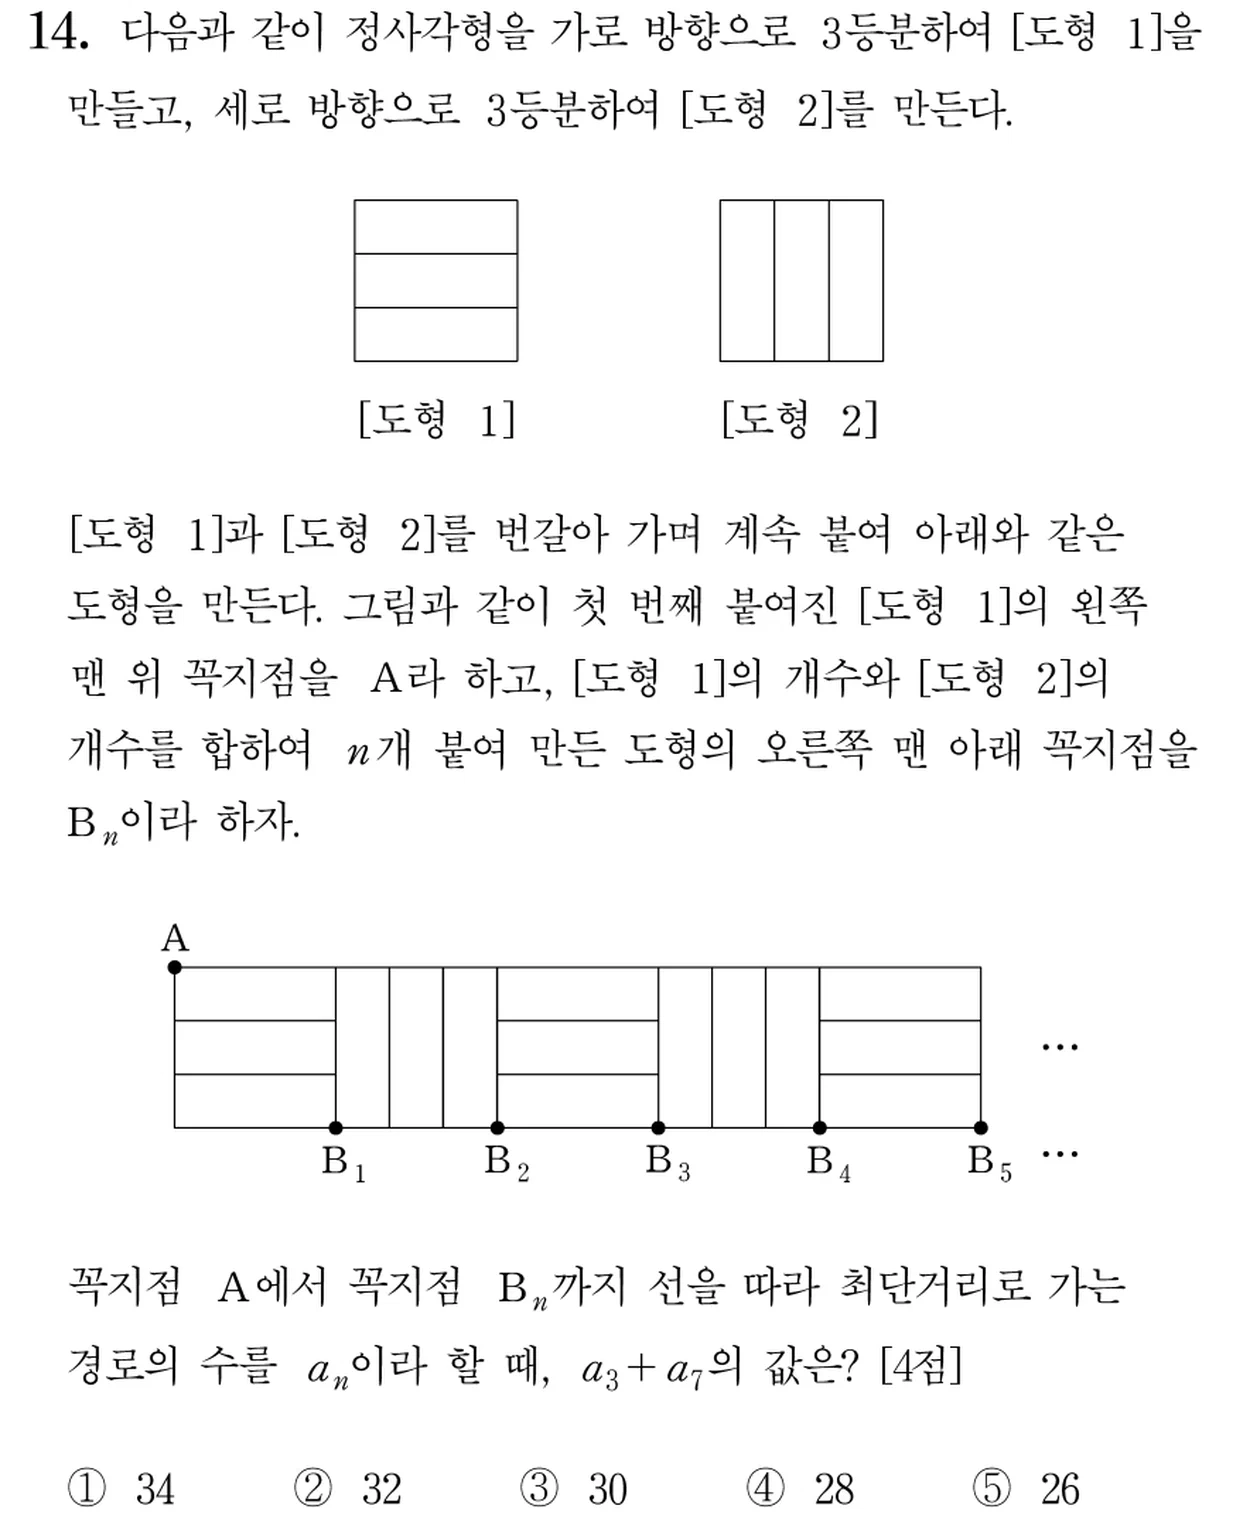 14. 다음과 같이 정사각형을 가로 방향으로 3등분하여 [도형 1]을
만들고, 세로 방향으로 3등분하여 [도형 2]를 만든다.
[도형 1] [도형 2]
[도형 1]과 [도형 2]를 번갈아 가며 계속 붙여 아래와 같은
도형을 만든다. 그림과 같이 첫 번째 붙여진 [도형 1]의 왼쪽
맨 위 꼭지점을 A라 하고, [도형 1]의 개수와 [도형 2]의
개수를 합하여 n개 붙여 만든 도형의 오른쪽 맨 아래 꼭지점을
Bₙ이라 하자.
A
…
B₁ B₂ B₃ B₄ B₅ …
꼭지점 A에서 꼭지점 Bₙ까지 선을 따라 최단거리로 가는
경로의 수를 aₙ이라 할 때, a₃+a₇의 값은? [4점]
① 34 ② 32 ③ 30 ④ 28 ⑤ 26